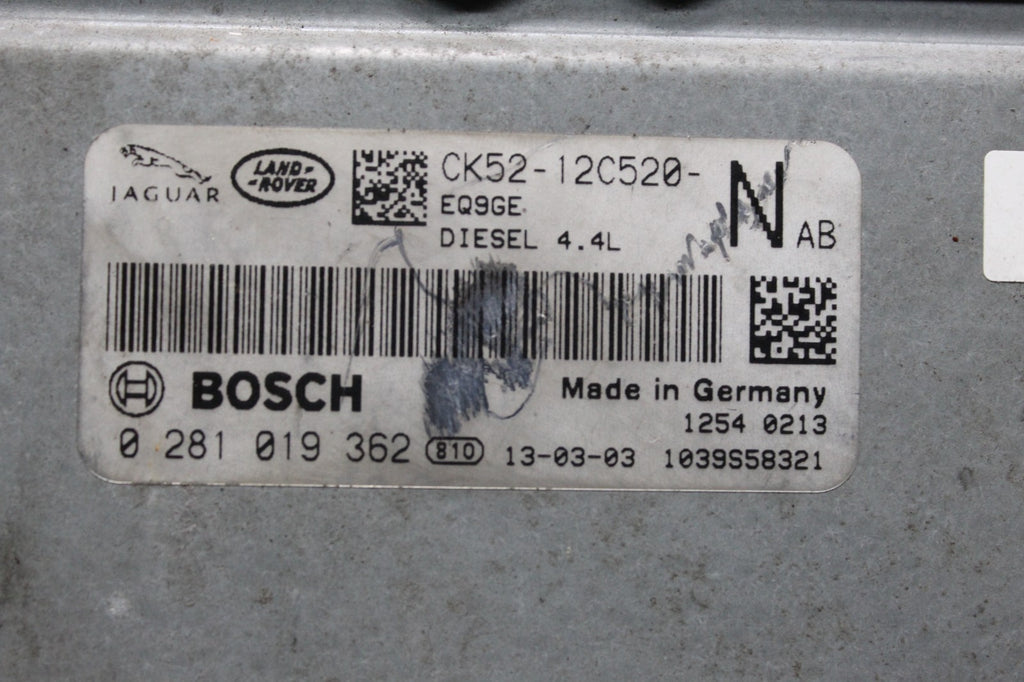 JAGUAR LAND ROVER CK52-12C520- N AB
EQ9GE
DIESEL 4.4L
BOSCH Made in Germany
1254 0213
0 281 019 362 810 13-03-03 1039S58321